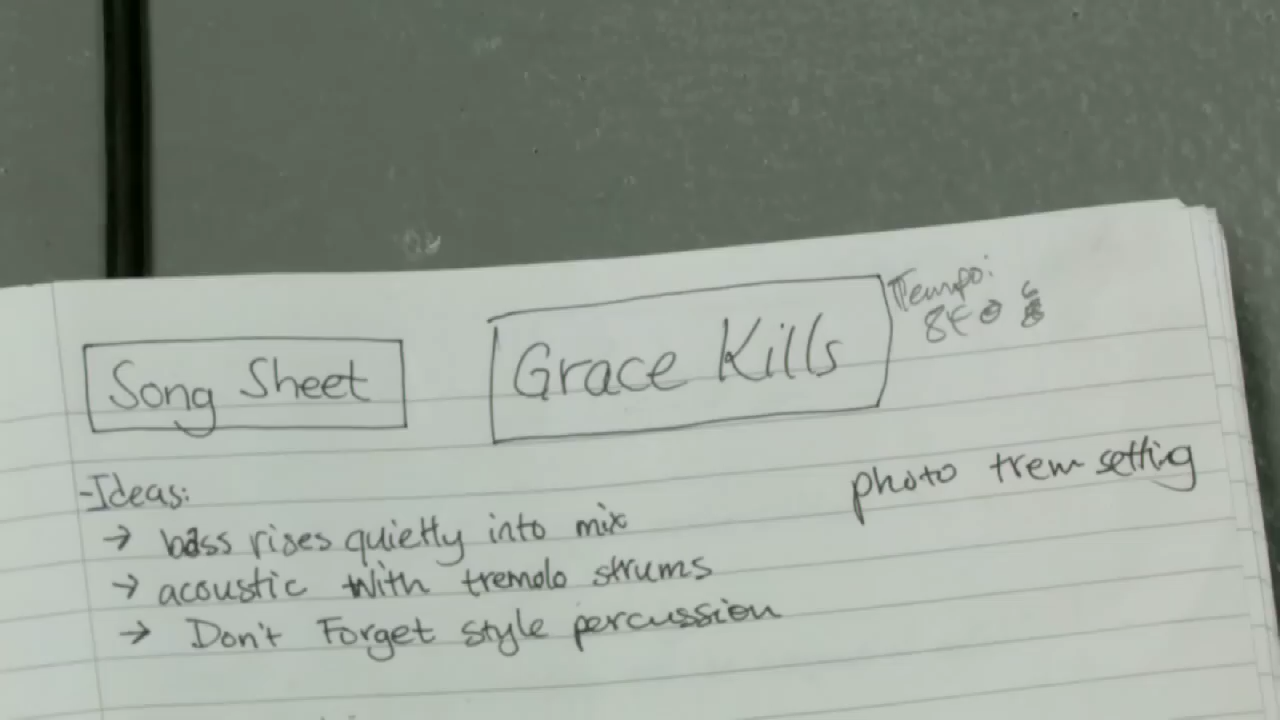 Song Sheet
Grace Kills
Tempo:
photo trem setting
-Ideas:
→ bass rises quietly into mix
→ acoustic with tremolo strums
→ Don't Forget style percussion